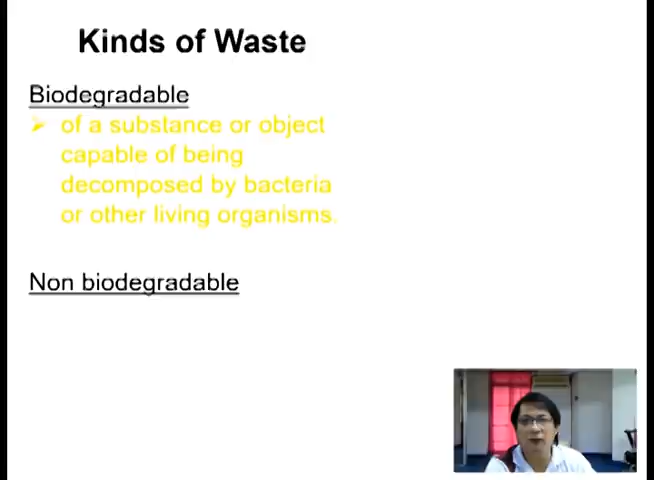 Kinds of Waste
Biodegradable
of a substance or object
capable of being
decomposed by bacteria
or other living organisms.
Non biodegradable